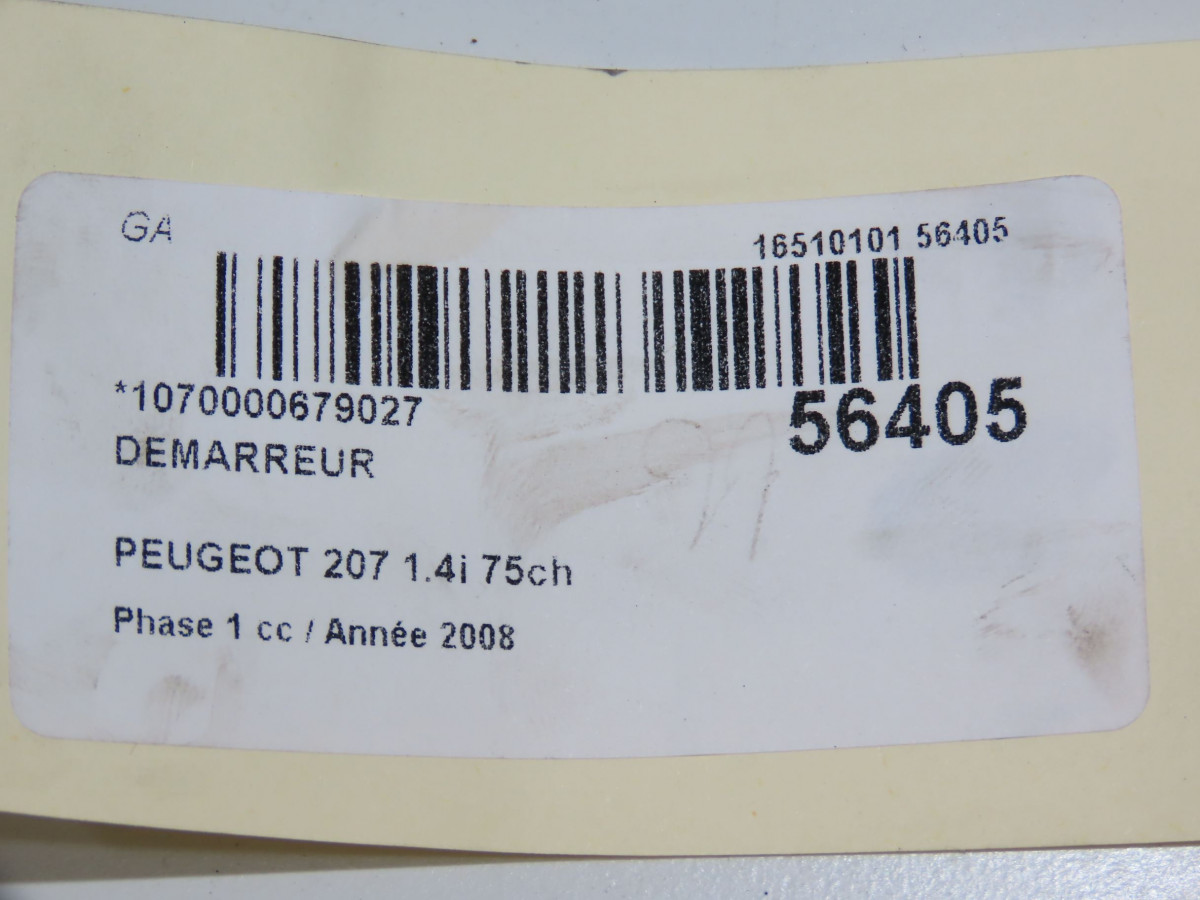 GA
16510101 56405
*1070000679027
56405
DEMARREUR
PEUGEOT 207 1.4i 75ch
Phase 1 cc / Année 2008